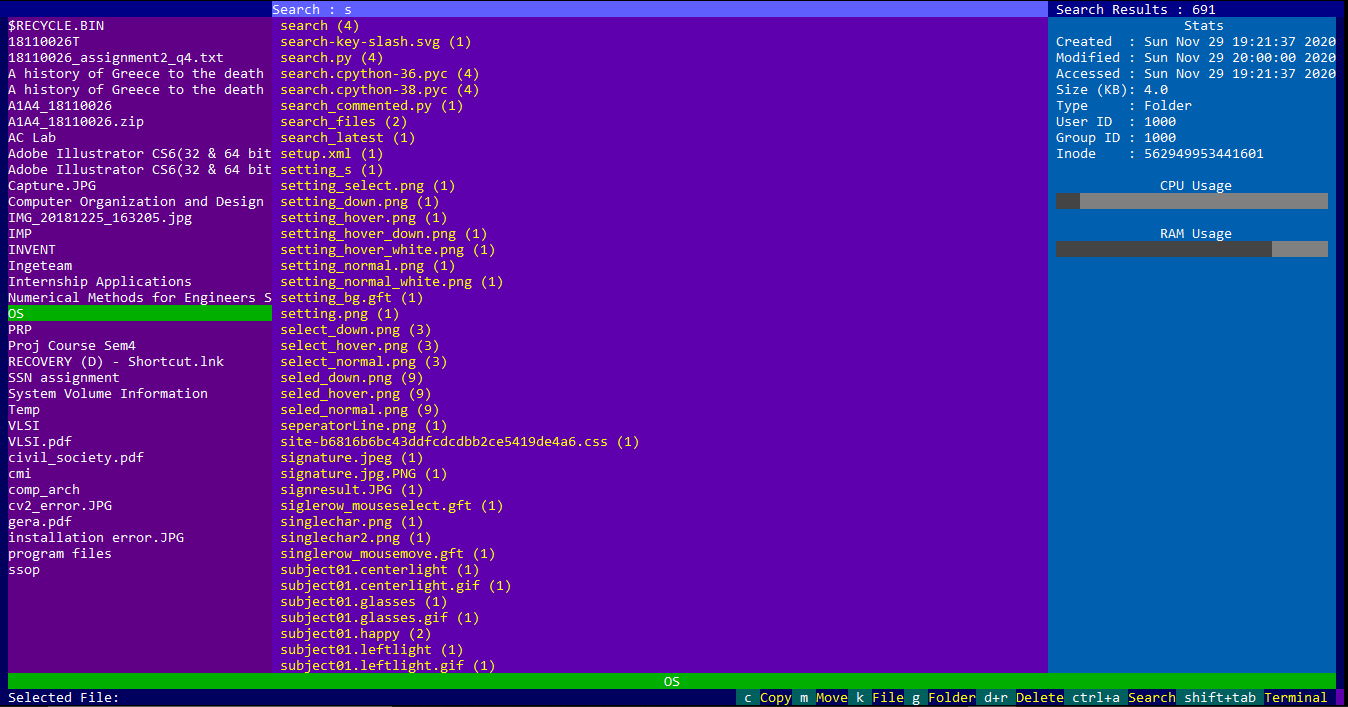 Search : s
Search Results : 691
$RECYCLE.BIN
18110026T
18110026_assignment2_q4.txt
A history of Greece to the death
A history of Greece to the death
A1A4_18110026
A1A4_18110026.zip
AC Lab
Adobe Illustrator CS6(32 & 64 bit
Adobe Illustrator CS6(32 & 64 bit
Capture.JPG
Computer Organization and Design
IMG_20181225_163205.jpg
IMP
INVENT
Ingeteam
Internship Applications
Numerical Methods for Engineers S
OS
PRP
Proj Course Sem4
RECOVERY (D) - Shortcut.lnk
SSN assignment
System Volume Information
Temp
VLSI
VLSI.pdf
civil_society.pdf
cmi
comp_arch
cv2_error.JPG
gera.pdf
installation error.JPG
program files
ssop
search (4)
search-key-slash.svg (1)
search.py (4)
search.cpython-36.pyc (4)
search.cpython-38.pyc (4)
search_commented.py (1)
search_files (2)
search_latest (1)
setup.xml (1)
setting_s (1)
setting_select.png (1)
setting_down.png (1)
setting_hover.png (1)
setting_hover_down.png (1)
setting_hover_white.png (1)
setting_normal.png (1)
setting_normal_white.png (1)
setting_bg.gft (1)
setting.png (1)
select_down.png (3)
select_hover.png (3)
select_normal.png (3)
seled_down.png (9)
seled_hover.png (9)
seled_normal.png (9)
seperatorLine.png (1)
site-b6816b6bc43ddfcdcdbb2ce5419de4a6.css (1)
signature.jpeg (1)
signature.jpg.PNG (1)
signresult.JPG (1)
siglerow_mouseselect.gft (1)
singlechar.png (1)
singlechar2.png (1)
singlerow_mousemove.gft (1)
subject01.centerlight (1)
subject01.centerlight.gif (1)
subject01.glasses (1)
subject01.glasses.gif (1)
subject01.happy (2)
subject01.leftlight (1)
subject01.leftlight.gif (1)
Stats
Created : Sun Nov 29 19:21:37 2020
Modified : Sun Nov 29 20:00:00 2020
Accessed : Sun Nov 29 19:21:37 2020
Size (KB): 4.0
Type : Folder
User ID : 1000
Group ID : 1000
Inode : 562949953441601
CPU Usage
RAM Usage
OS
Selected File:
c Copy m Move k File g Folder d+r Delete ctrl+a Search shift+tab Terminal